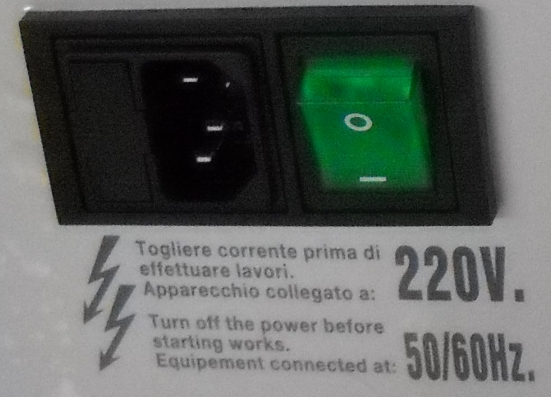 Togliere corrente prima di
effettuare lavori.
Apparecchio collegato a: 220V.
Turn off the power before
starting works.
Equipement connected at: 50/60Hz.